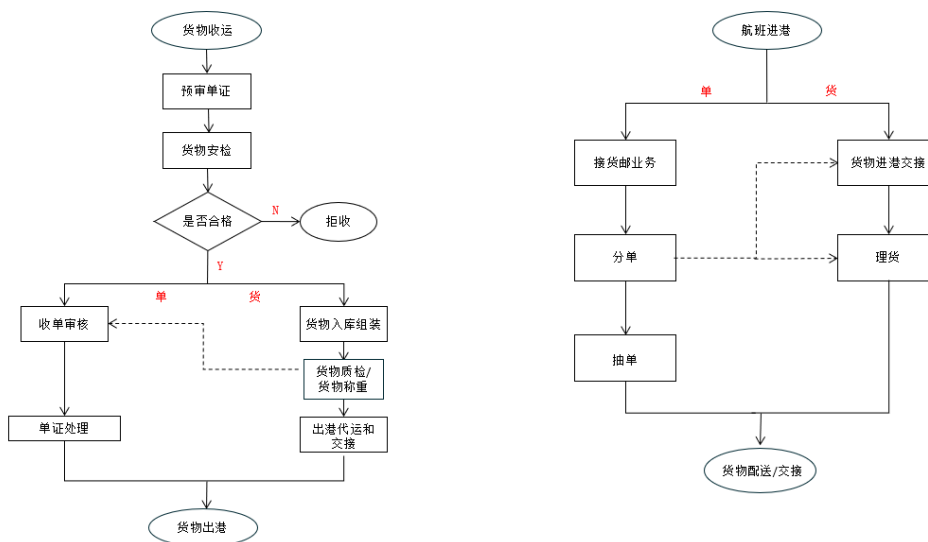 货物收运
预审单证
货物安检
是否合格
N
拒收
Y
单
货
收单审核
货物入库组装
货物质检/
货物称重
单证处理
出港代运和
交接
货物出港
航班进港
单
货
接货邮业务
货物进港交接
分单
理货
抽单
货物配送/交接